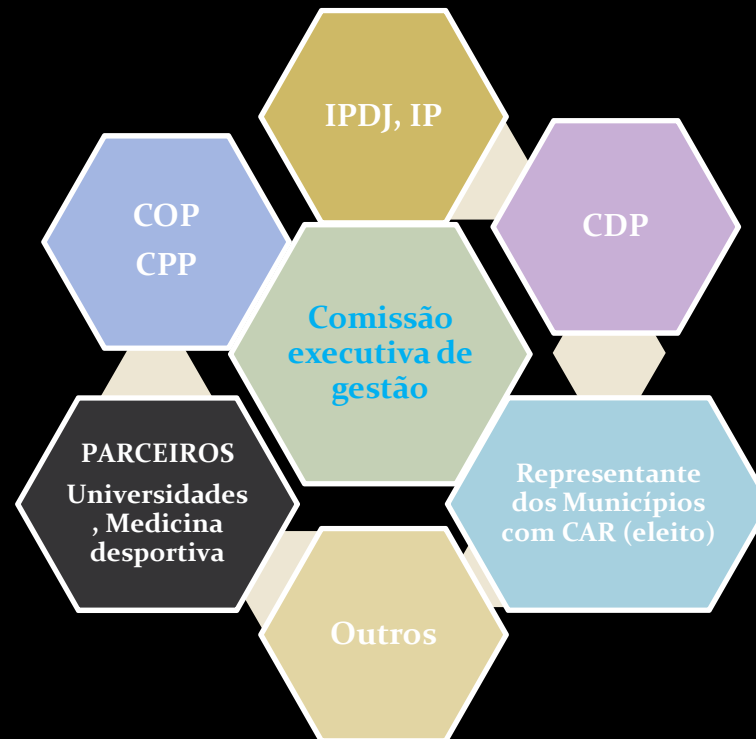 IPDJ, IP
COP
CPP
CDP
Comissão
executiva de
gestão
PARCEIROS
Universidades
, Medicina
desportiva
Representante
dos Municípios
com CAR (eleito)
Outros